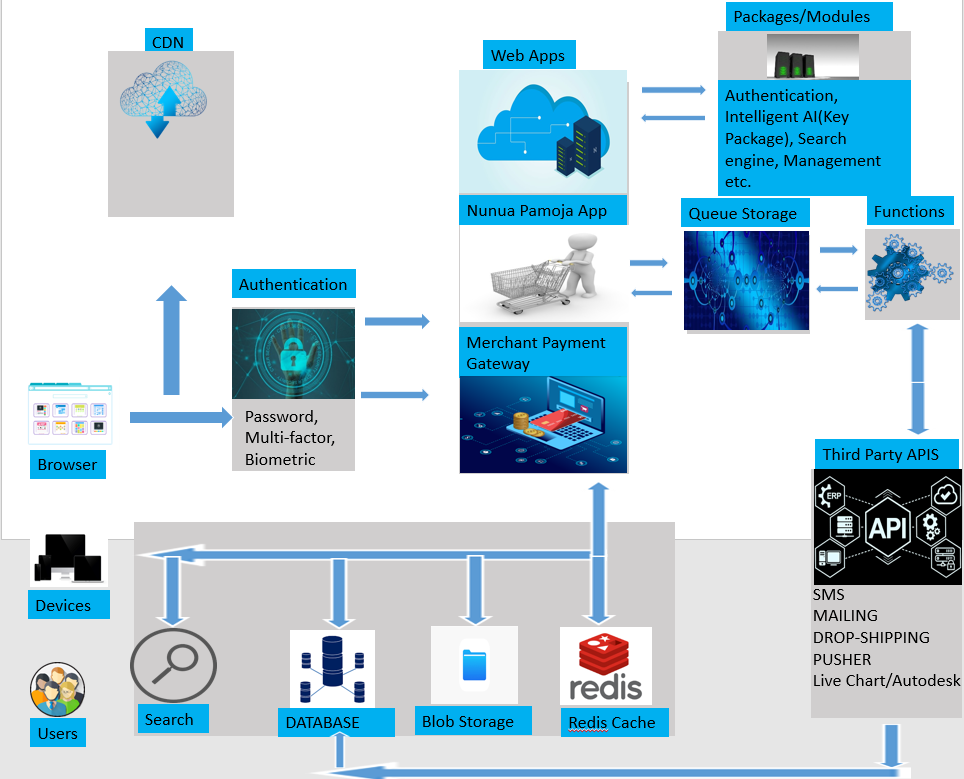 Packages/Modules
CDN
Web Apps
Authentication,
Intelligent AI(Key
Package), Search
engine, Management
etc.
Nunua Pamoja App
Queue Storage
Functions
Authentication
Merchant Payment
Gateway
Password,
Multi-factor,
Biometric
Browser
Third Party APIS
ERP
API
Devices
SMS
MAILING
DROP-SHIPPING
PUSHER
Live Chart/Autodesk
redis
Search
DATABASE
Blob Storage
Redis Cache
Users